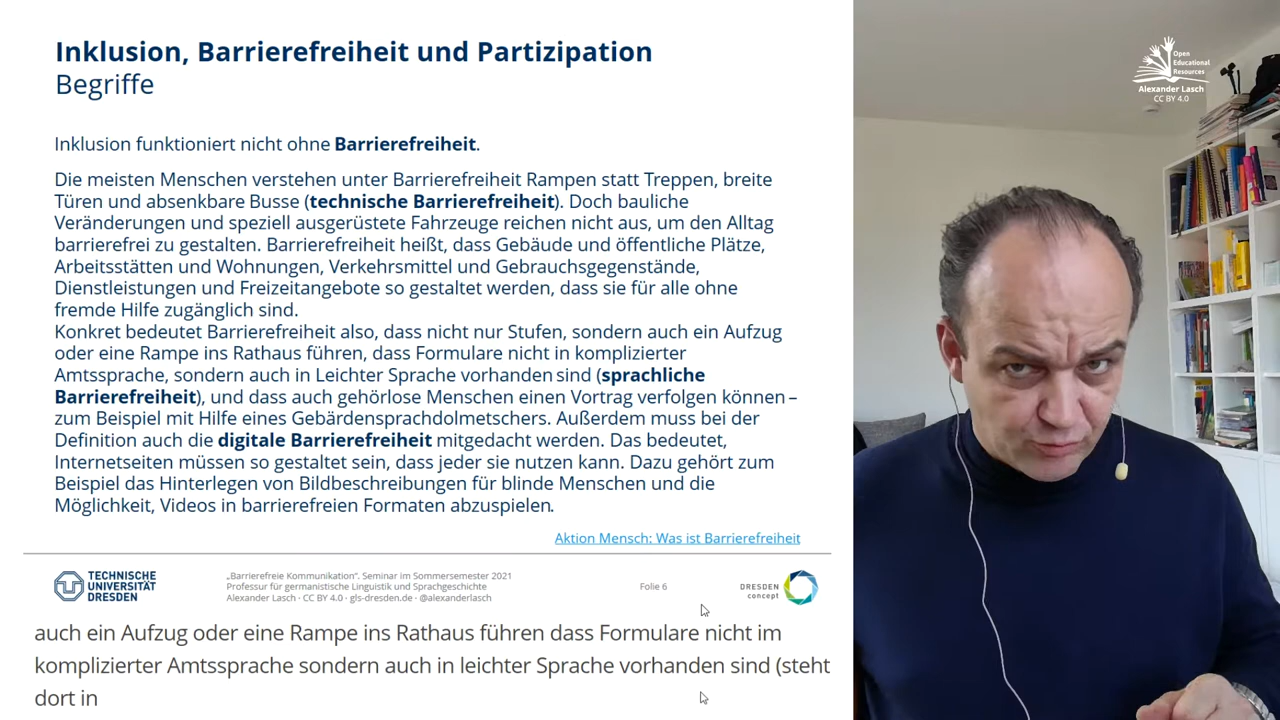 Inklusion, Barrierefreiheit und Partizipation
Begriffe
Inklusion funktioniert nicht ohne Barrierefreiheit.
Die meisten Menschen verstehen unter Barrierefreiheit Rampen statt Treppen, breite
Türen und absenkbare Busse (technische Barrierefreiheit). Doch bauliche
Veränderungen und speziell ausgerüstete Fahrzeuge reichen nicht aus, um den Alltag
barrierefrei zu gestalten. Barrierefreiheit heißt, dass Gebäude und öffentliche Plätze,
Arbeitsstätten und Wohnungen, Verkehrsmittel und Gebrauchsgegenstände,
Dienstleistungen und Freizeitangebote so gestaltet werden, dass sie für alle ohne
fremde Hilfe zugänglich sind.
Konkret bedeutet Barrierefreiheit also, dass nicht nur Stufen, sondern auch ein Aufzug
oder eine Rampe ins Rathaus führen, dass Formulare nicht in komplizierter
Amtssprache, sondern auch in Leichter Sprache vorhanden sind (sprachliche
Barrierefreiheit), und dass auch gehörlose Menschen einen Vortrag verfolgen können –
zum Beispiel mit Hilfe eines Gebärdensprachdolmetschers. Außerdem muss bei der
Definition auch die digitale Barrierefreiheit mitgedacht werden. Das bedeutet,
Internetseiten müssen so gestaltet sein, dass jeder sie nutzen kann. Dazu gehört zum
Beispiel das Hinterlegen von Bildbeschreibungen für blinde Menschen und die
Möglichkeit, Videos in barrierefreien Formaten abzuspielen.
Aktion Mensch: Was ist Barrierefreiheit
TECHNISCHE
UNIVERSITÄT
DRESDEN
„Barrierefreie Kommunikation“. Seminar im Sommersemester 2021
Professur für germanistische Linguistik und Sprachgeschichte
Alexander Lasch · CC BY 4.0 · gls-dresden.de · @alexanderlasch
Folie 6
DRESDEN
concept
auch ein Aufzug oder eine Rampe ins Rathaus führen dass Formulare nicht im
komplizierter Amtssprache sondern auch in leichter Sprache vorhanden sind (steht
dort in
Open
Educational
Resources
Alexander Lasch
CC BY 4.0